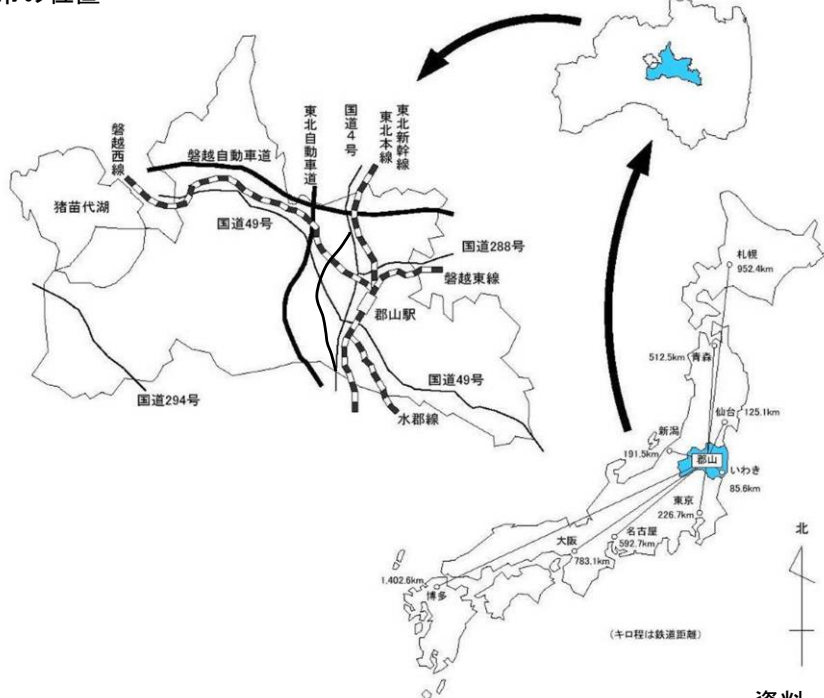 市の位置
磐越西線
磐越自動車道
東北自動車道
国道4号
東北本線
東北新幹線
猪苗代湖
国道49号
国道288号
磐越東線
郡山駅
国道294号
国道49号
水郡線
札幌
952.4km
512.5km 青森
仙台 125.1km
新潟
191.5km
郡山
いわき
85.6km
東京
226.7km
名古屋
592.7km
大阪
783.1km
1,402.6km
博多
北
(キロ程は鉄道距離)
資料